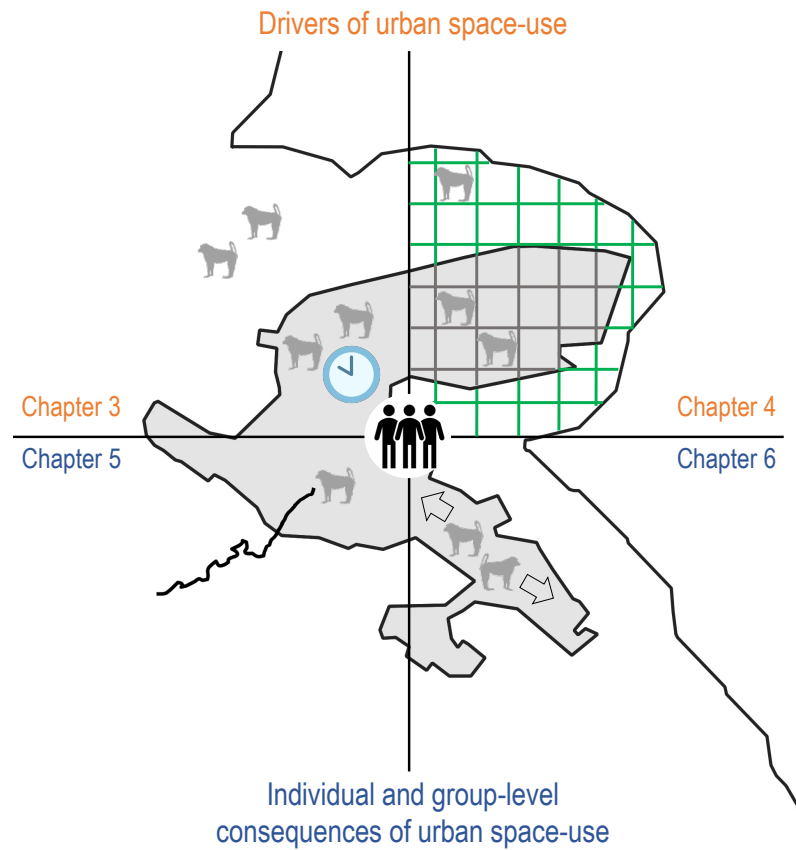 Drivers of urban space-use
Chapter 3
Chapter 4
Chapter 5
Chapter 6
Individual and group-level
consequences of urban space-use